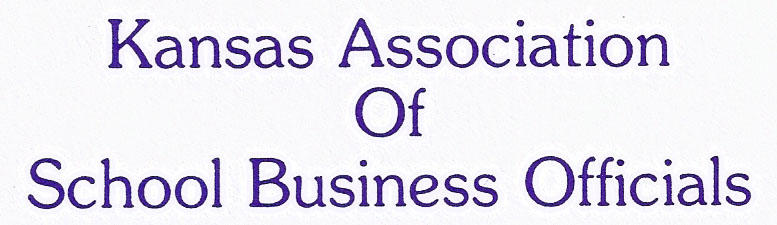 Kansas Association
Of
School Business Officials